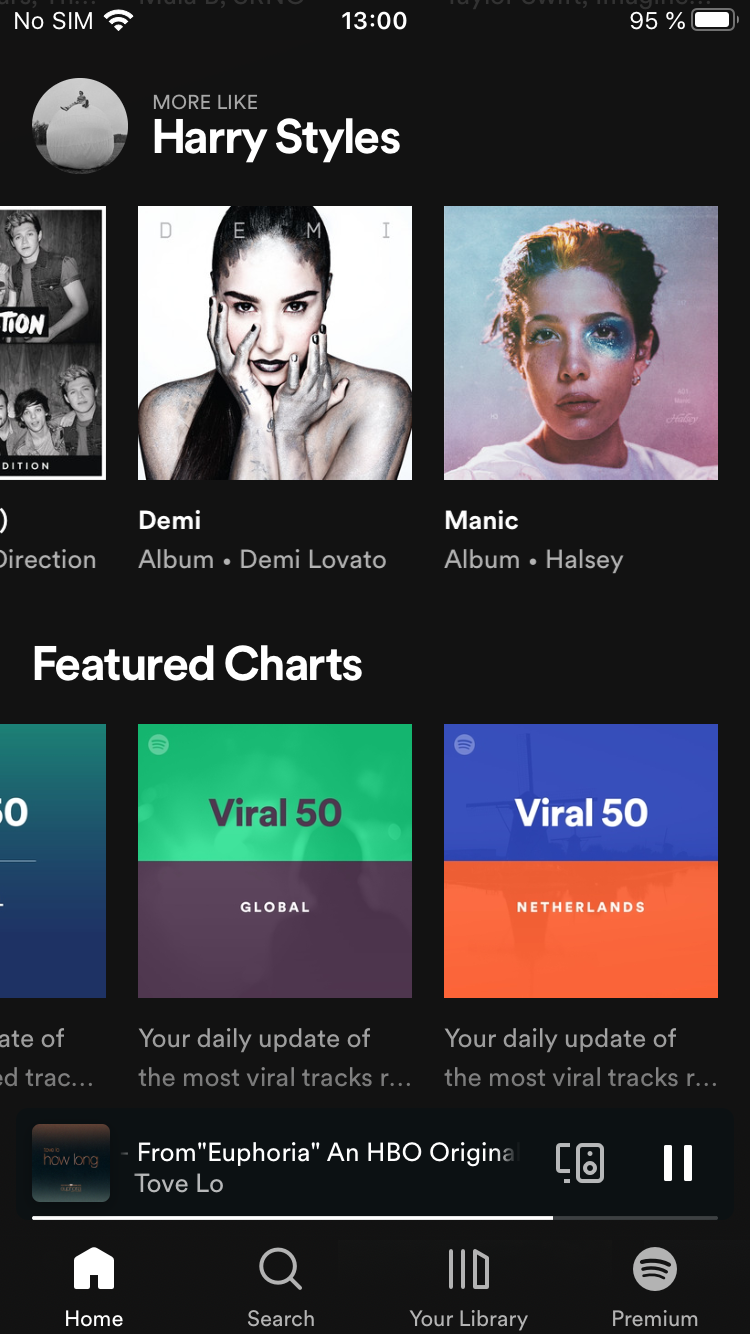 No SIM 13:00 95 %
MORE LIKE
Harry Styles
D E M I
TION
DITION
Halsey
) Demi Manic
Direction Album • Demi Lovato Album • Halsey
Featured Charts
50 Viral 50 Viral 50
GLOBAL NETHERLANDS
ate of Your daily update of Your daily update of
ed trac... the most viral tracks r... the most viral tracks r...
how long
- From"Euphoria" An HBO Original
Tove Lo
Home Search Your Library Premium